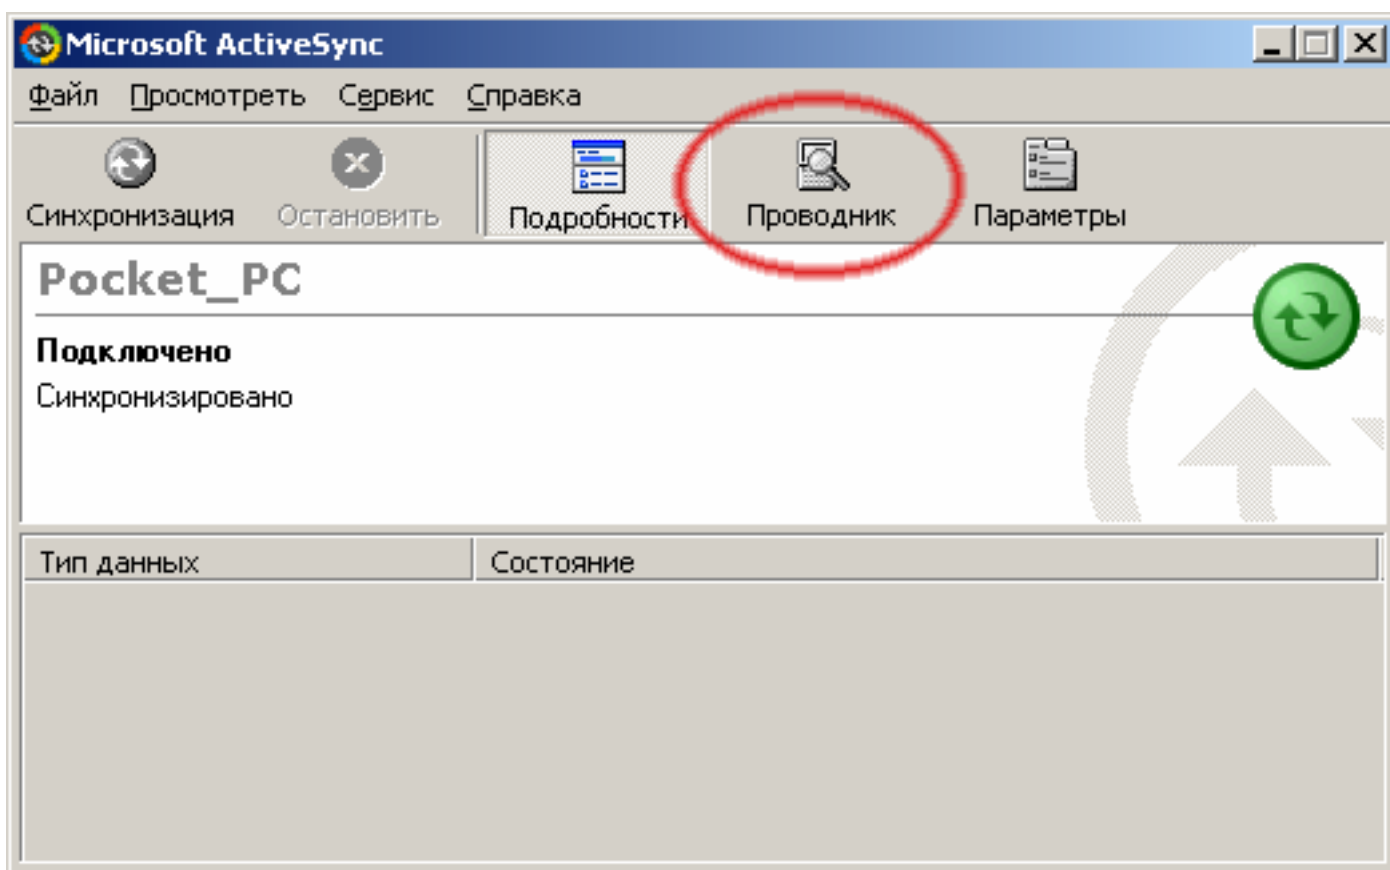 Microsoft ActiveSync
Файл Просмотреть Сервис Справка
Синхронизация Остановить Подробности Проводник Параметры
Pocket_PC
Подключено
Синхронизировано
Тип данных Состояние